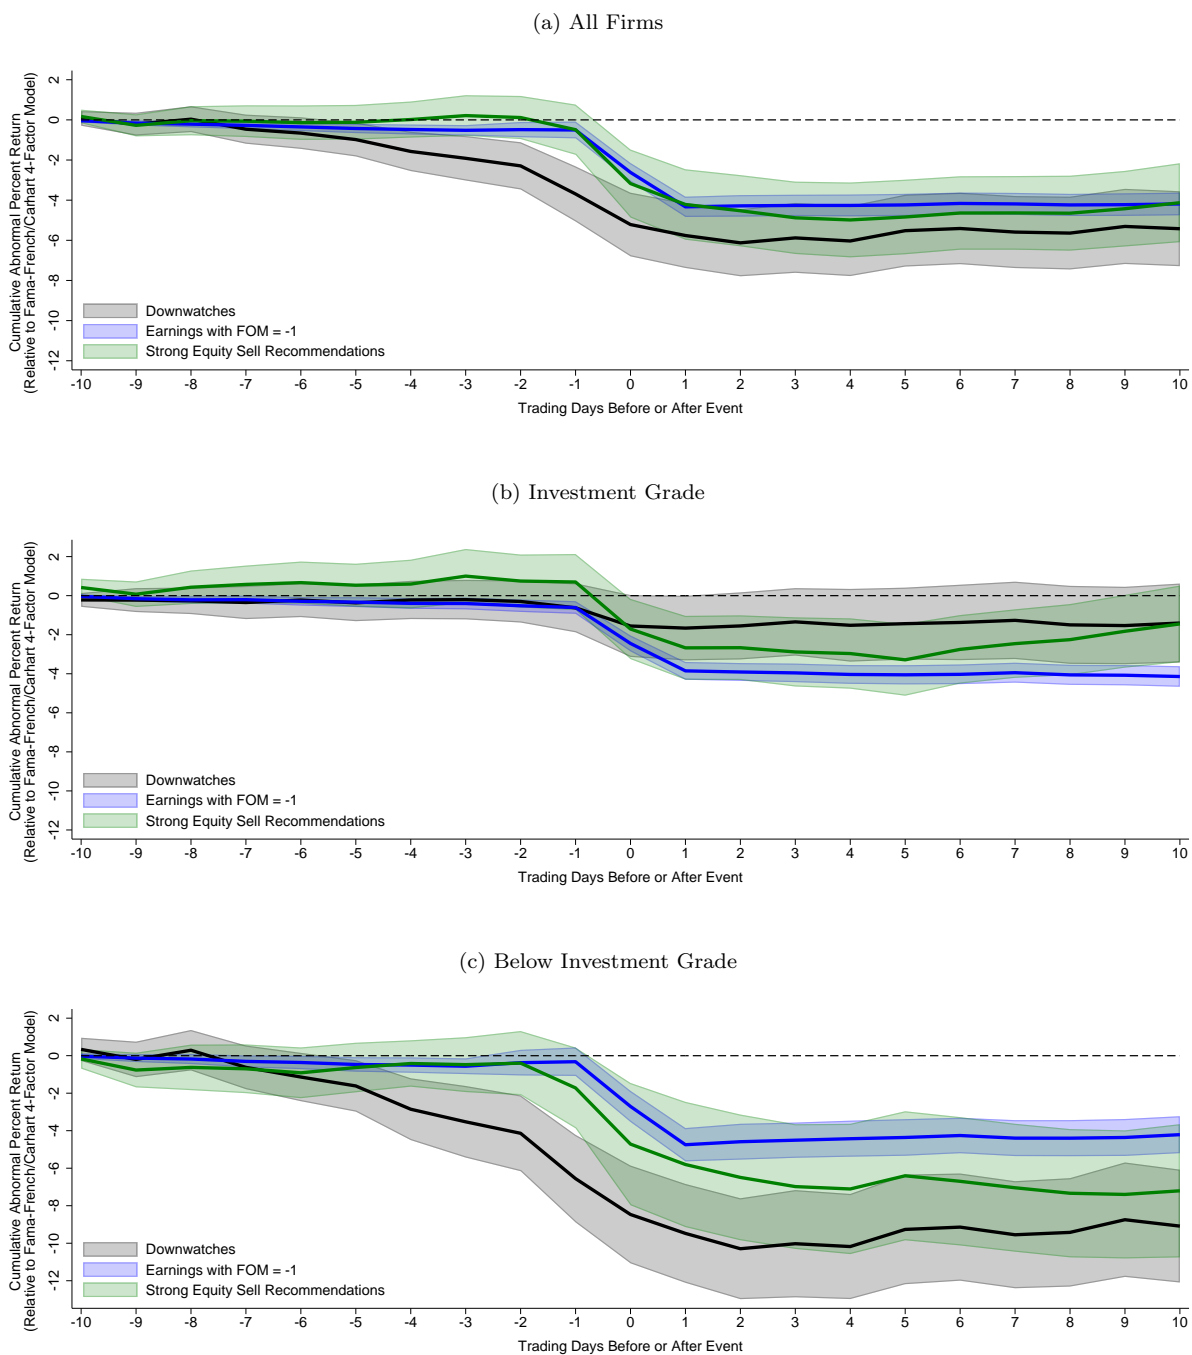 (a) All Firms
Cumulative Abnormal Percent Return
(Relative to Fama-French/Carhart 4-Factor Model)
2
0
-2
-4
-6
-8
-10
-12
Downwatches
Earnings with FOM = -1
Strong Equity Sell Recommendations
-10 -9 -8 -7 -6 -5 -4 -3 -2 -1 0 1 2 3 4 5 6 7 8 9 10
Trading Days Before or After Event
(b) Investment Grade
Cumulative Abnormal Percent Return
(Relative to Fama-French/Carhart 4-Factor Model)
2
0
-2
-4
-6
-8
-10
-12
Downwatches
Earnings with FOM = -1
Strong Equity Sell Recommendations
-10 -9 -8 -7 -6 -5 -4 -3 -2 -1 0 1 2 3 4 5 6 7 8 9 10
Trading Days Before or After Event
(c) Below Investment Grade
Cumulative Abnormal Percent Return
(Relative to Fama-French/Carhart 4-Factor Model)
2
0
-2
-4
-6
-8
-10
-12
Downwatches
Earnings with FOM = -1
Strong Equity Sell Recommendations
-10 -9 -8 -7 -6 -5 -4 -3 -2 -1 0 1 2 3 4 5 6 7 8 9 10
Trading Days Before or After Event